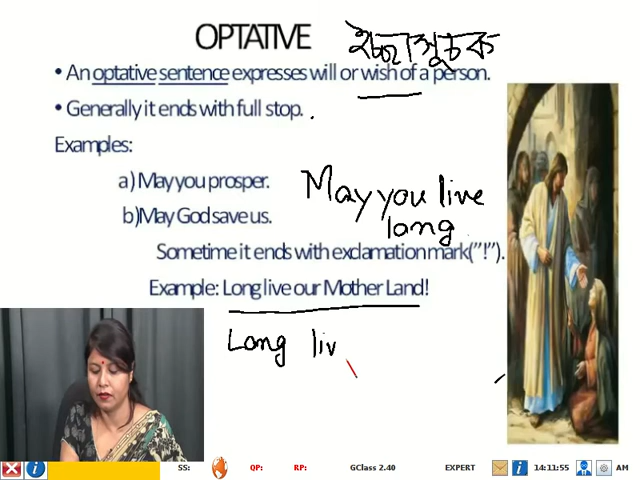 OPTATIVE ইচ্ছাসূচক
• An optative sentence expresses will or wish of a person.
• Generally it ends with full stop.
Examples:
a) May you prosper.
May you live
b)May God save us.
long
Sometime it ends with exclamation mark("!").
Example: Long live our Mother Land!
Long liv
SS: QP: RP: GClass 2.40 EXPERT 14:11:55 AM